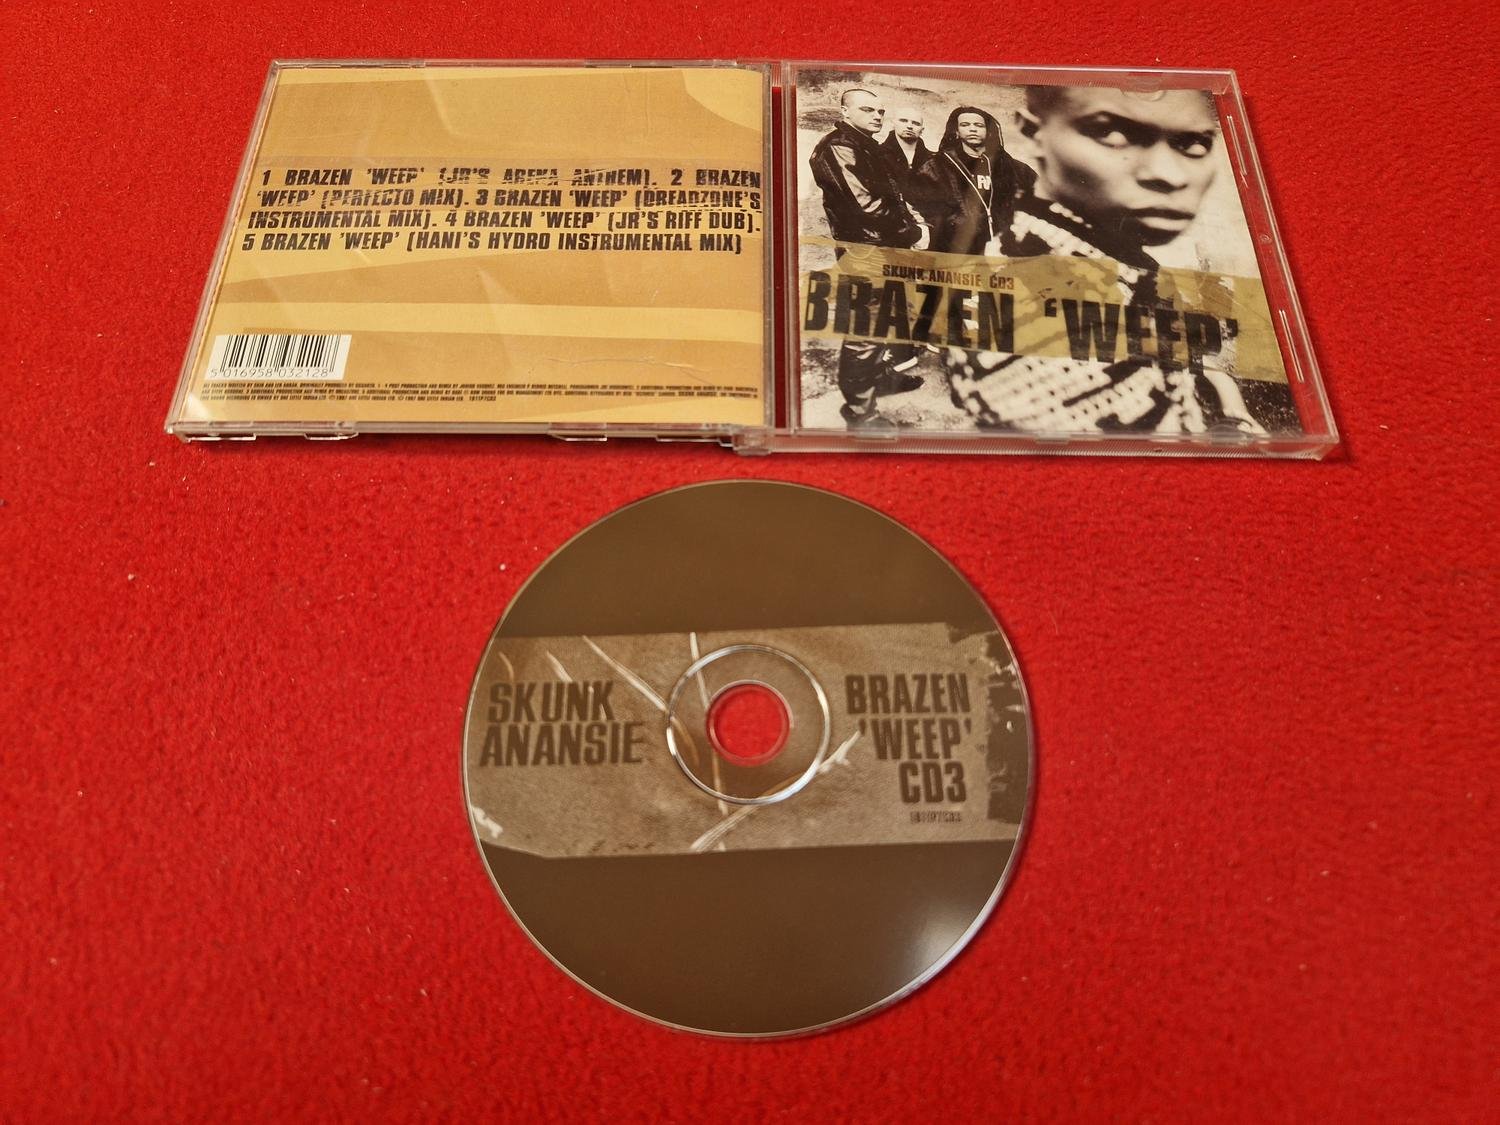 1 BRAZEN 'WEEP' (JR'S ARENA ANTHEM). 2 BRAZEN
'WEEP' (PERFECTO MIX). 3 BRAZEN 'WEEP' (DREADZONE'S
INSTRUMENTAL MIX). 4 BRAZEN 'WEEP' (JR'S RIFF DUB).
5 BRAZEN 'WEEP' (HANI'S HYDRO INSTRUMENTAL MIX)
5 016958 032128
SKUNK ANANSIE CD3
BRAZEN 'WEEP'
SKUNK
ANANSIE
BRAZEN
'WEEP'
CD3